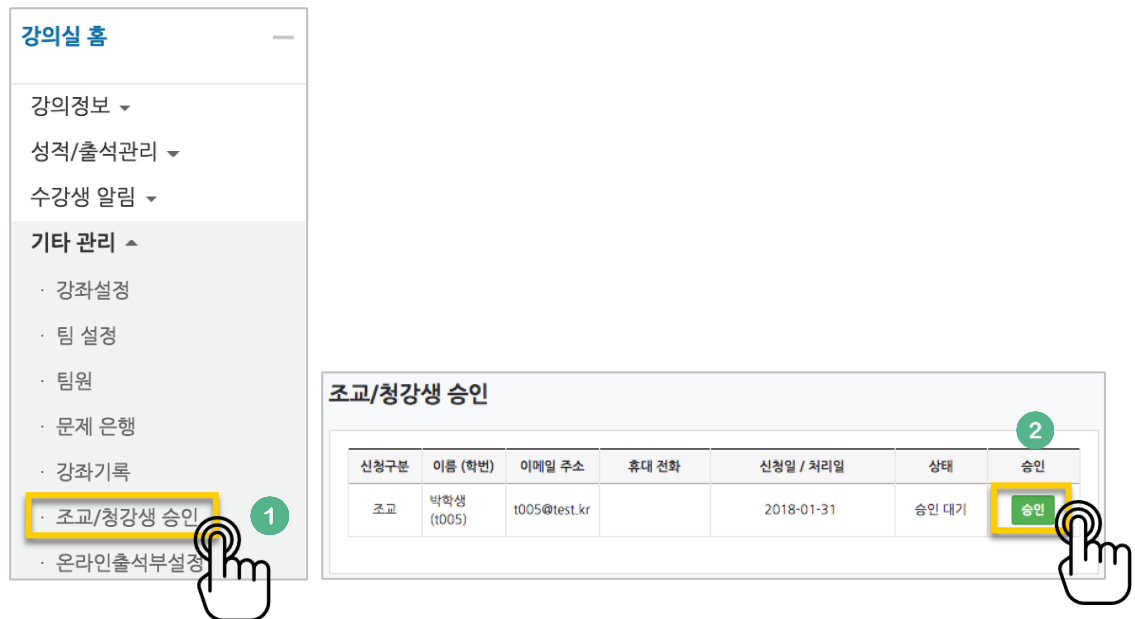 강의실 홈
강의정보
성적/출석관리
수강생 알림
기타 관리
· 강좌설정
· 팀 설정
· 팀원
· 문제 은행
· 강좌기록
· 조교/청강생 승인
1
· 온라인출석부설정
조교/청강생 승인
2
신청구분 이름 (학번) 이메일 주소 휴대 전화 신청일 / 처리일 상태 승인
조교 박학생 (t005) t005@test.kr 2018-01-31 승인 대기 승인